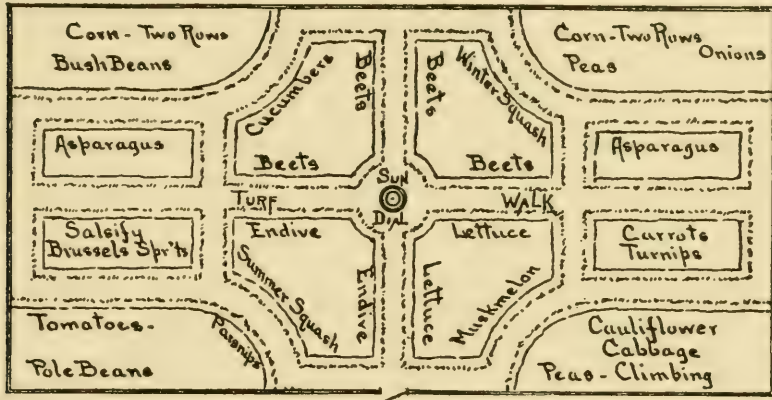 Corn - Two Rows
Bush Beans
Cucumbers
Beets
Beets
Beets
Winter Squash
Beets
Corn - Two Rows
Peas
Onions
Asparagus
Asparagus
Sun
Dial
Turf
Walk
Salsify
Brussels Spr'ts
Endive
Endive
Summer Squash
Lettuce
Lettuce
Muskmelon
Carrots
Turnips
Tomatoes -
Parsnips
Pole Beans
Cauliflower
Cabbage
Peas - Climbing